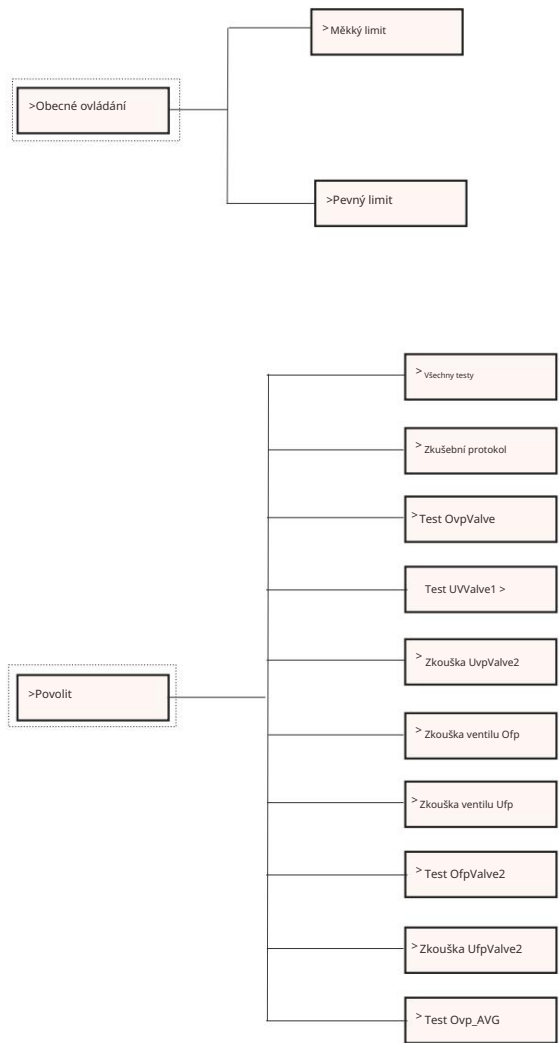 > Měkký limit
>Obecné ovládání
>Pevný limit
> Všechny testy
> Zkušební protokol
>Test OvpValve
Test UVValve1 >
> Zkouška UvpValve2
>Povolit
> Zkouška ventilu Ofp
> Zkouška ventilu Ufp
> Test OfpValve2
> Zkouška UfpValve2
> Test Ovp_AVG